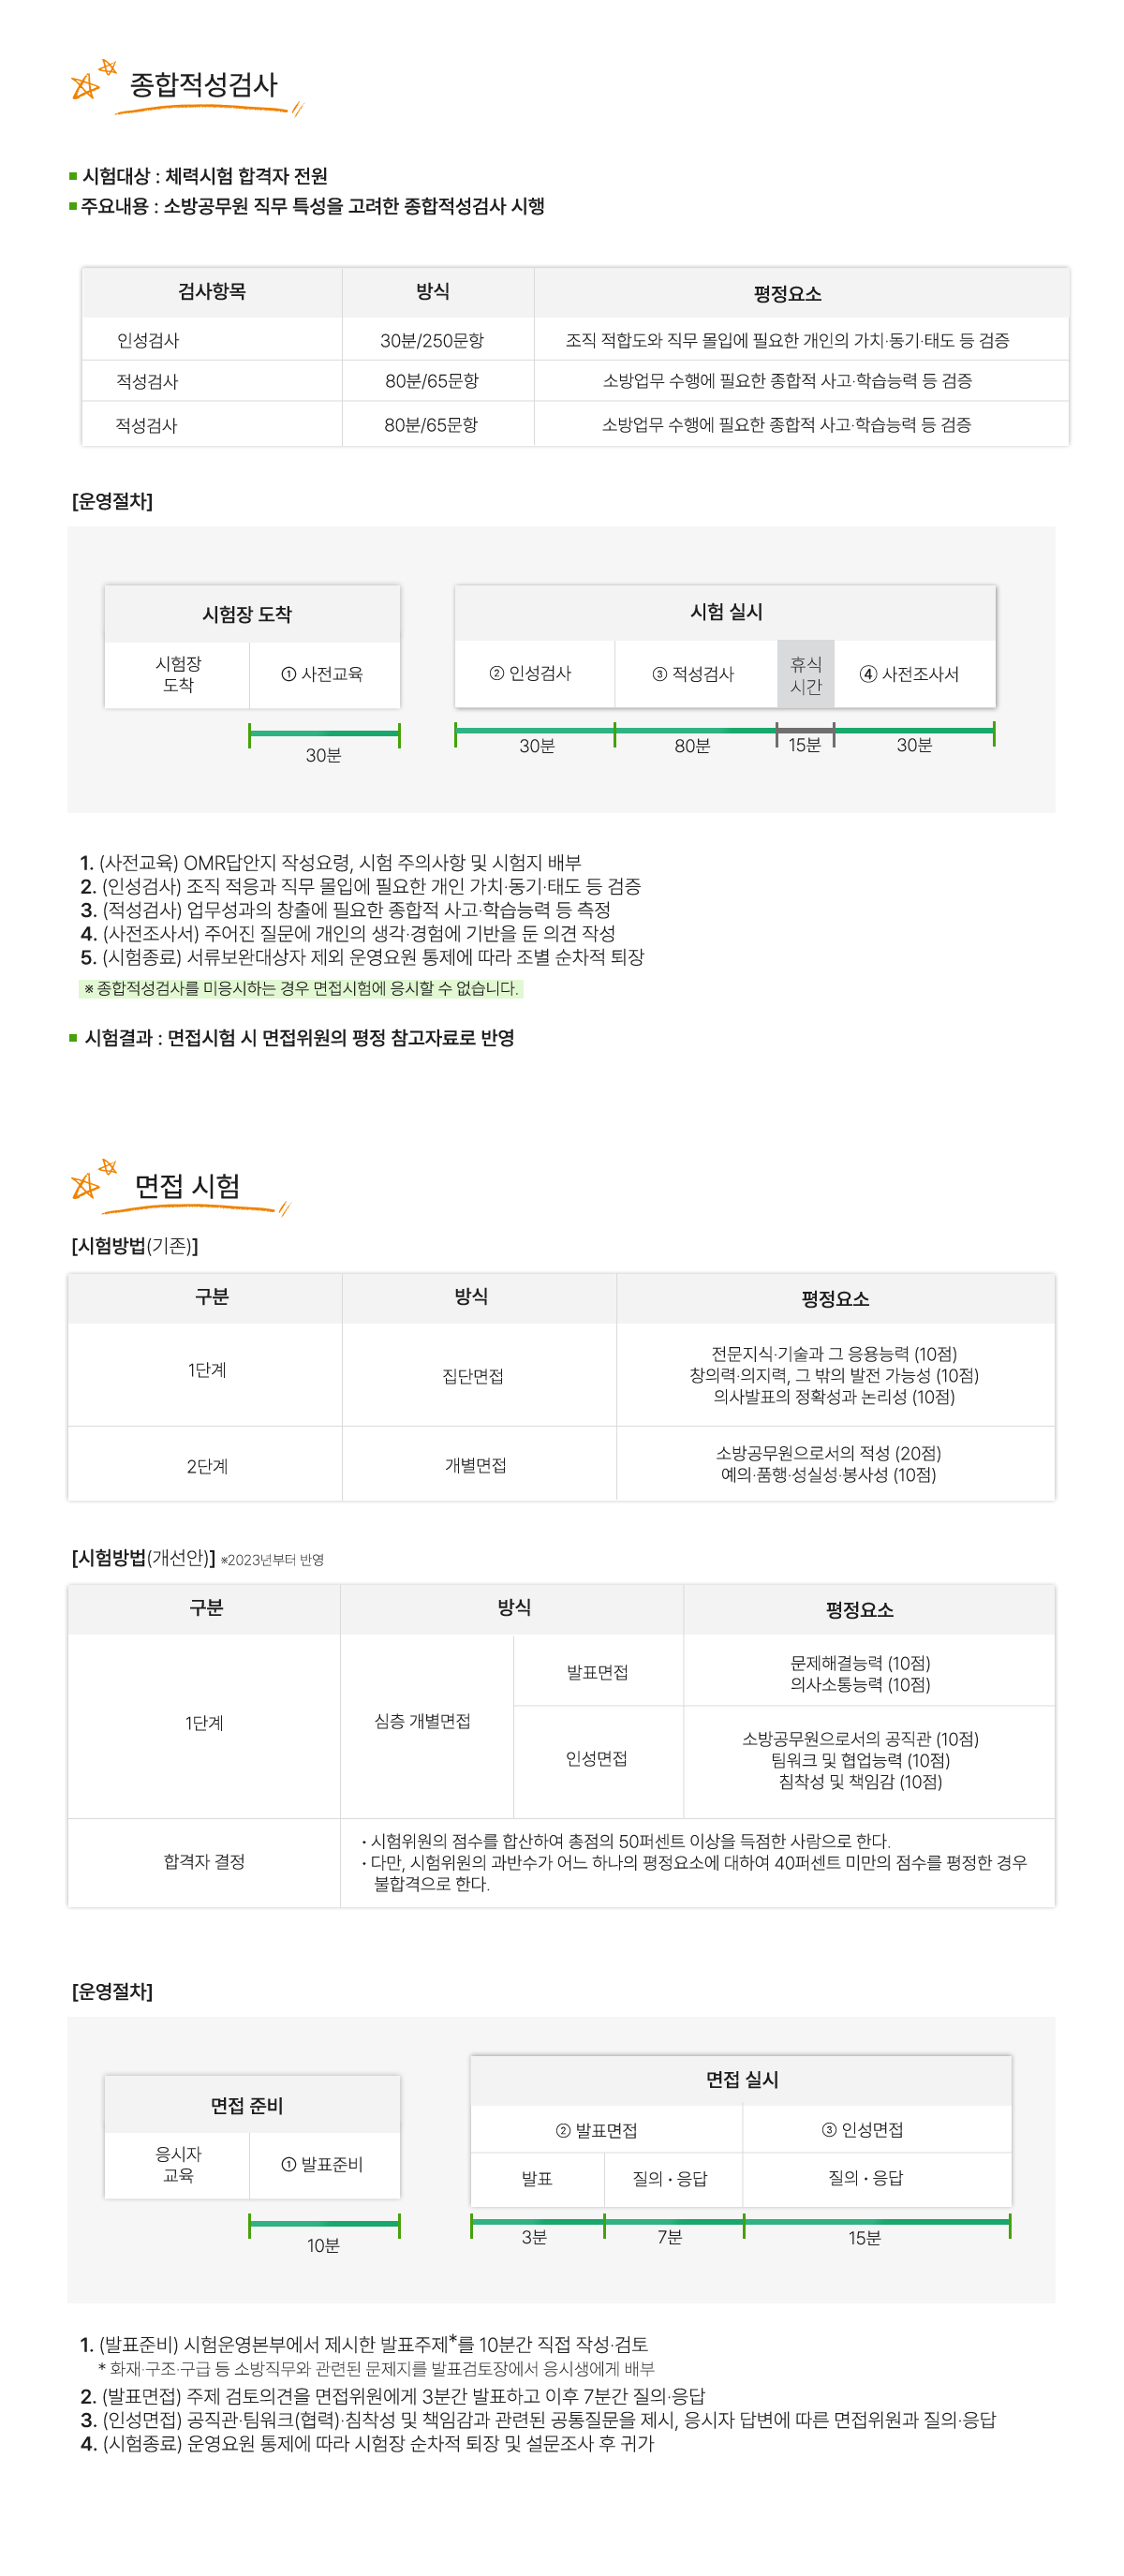 종합적성검사
■ 시험대상 : 체력시험 합격자 전원
■ 주요내용 : 소방공무원 직무 특성을 고려한 종합적성검사 시행
검사항목 방식 평정요소
인성검사 30분/250문항 조직 적합도와 직무 몰입에 필요한 개인의 가치·동기·태도 등 검증
적성검사 80분/65문항 소방업무 수행에 필요한 종합적 사고·학습능력 등 검증
적성검사 80분/65문항 소방업무 수행에 필요한 종합적 사고·학습능력 등 검증
[운영절차]
시험장 도착
시험장
도착
① 사전교육
30분
시험 실시
② 인성검사 ③ 적성검사
휴식
시간
④ 사전조사서
30분 80분 15분 30분
1. (사전교육) OMR답안지 작성요령, 시험 주의사항 및 시험지 배부
2. (인성검사) 조직 적응과 직무 몰입에 필요한 개인 가치·동기·태도 등 검증
3. (적성검사) 업무성과의 창출에 필요한 종합적 사고·학습능력 등 측정
4. (사전조사서) 주어진 질문에 개인의 생각·경험에 기반을 둔 의견 작성
5. (시험종료) 서류보완대상자 제외 운영요원 통제에 따라 조별 순차적 퇴장
※ 종합적성검사를 미응시하는 경우 면접시험에 응시할 수 없습니다.
■ 시험결과 : 면접시험 시 면접위원의 평정 참고자료로 반영
면접 시험
[시험방법(기존)]
구분 방식 평정요소
1단계 집단면접
전문지식·기술과 그 응용능력 (10점)
창의력·의지력, 그 밖의 발전 가능성 (10점)
의사발표의 정확성과 논리성 (10점)
2단계 개별면접
소방공무원으로서의 적성 (20점)
예의·품행·성실성·봉사성 (10점)
[시험방법(개선안)] ※2023년부터 반영
구분 방식 평정요소
1단계
심층 개별면접
발표면접
문제해결능력 (10점)
의사소통능력 (10점)
인성면접
소방공무원으로서의 공직관 (10점)
팀워크 및 협업능력 (10점)
침착성 및 책임감 (10점)
합격자 결정
· 시험위원의 점수를 합산하여 총점의 50퍼센트 이상을 득점한 사람으로 한다.
· 다만, 시험위원의 과반수가 어느 하나의 평정요소에 대하여 40퍼센트 미만의 점수를 평정한 경우
불합격으로 한다.
[운영절차]
면접 준비
응시자
교육
① 발표준비
10분
면접 실시
② 발표면접 ③ 인성면접
발표 질의 · 응답 질의 · 응답
3분 7분 15분
1. (발표준비) 시험운영본부에서 제시한 발표주제*를 10분간 직접 작성·검토
* 화재·구조·구급 등 소방직무와 관련된 문제지를 발표검토장에서 응시생에게 배부
2. (발표면접) 주제 검토의견을 면접위원에게 3분간 발표하고 이후 7분간 질의·응답
3. (인성면접) 공직관·팀워크(협력)·침착성 및 책임감과 관련된 공통질문을 제시, 응시자 답변에 따른 면접위원과 질의·응답
4. (시험종료) 운영요원 통제에 따라 시험장 순차적 퇴장 및 설문조사 후 귀가